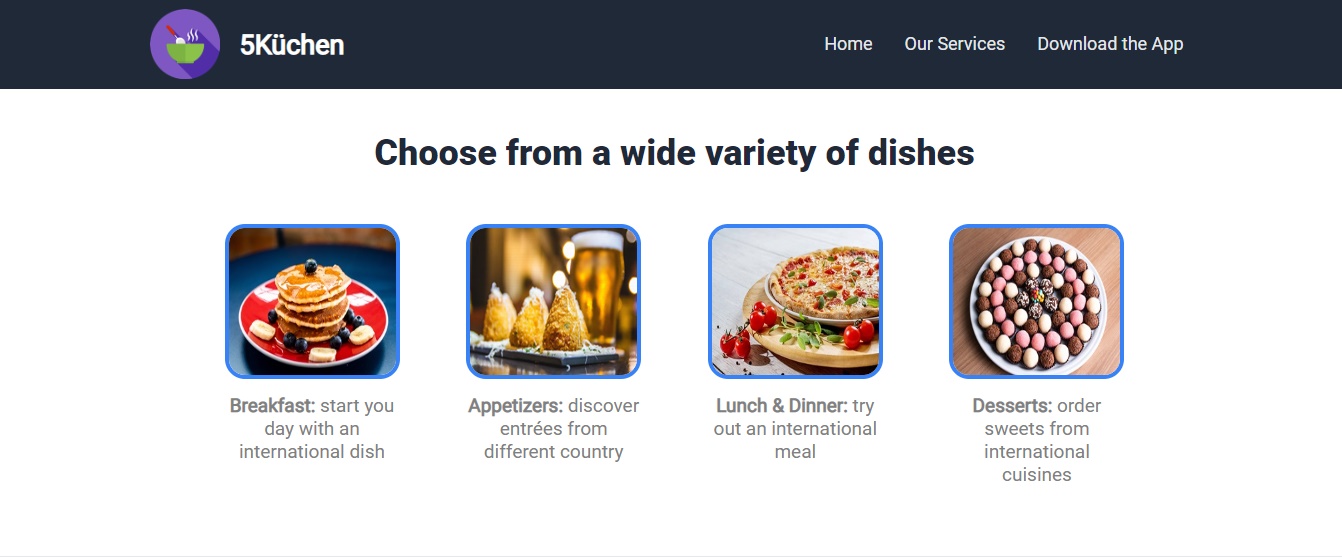 5Küchen
Home
Our Services
Download the App
Choose from a wide variety of dishes
Breakfast: start you
day with an
international dish
Appetizers: discover
entrées from
different country
Lunch & Dinner: try
out an international
meal
Desserts: order
sweets from
international
cuisines